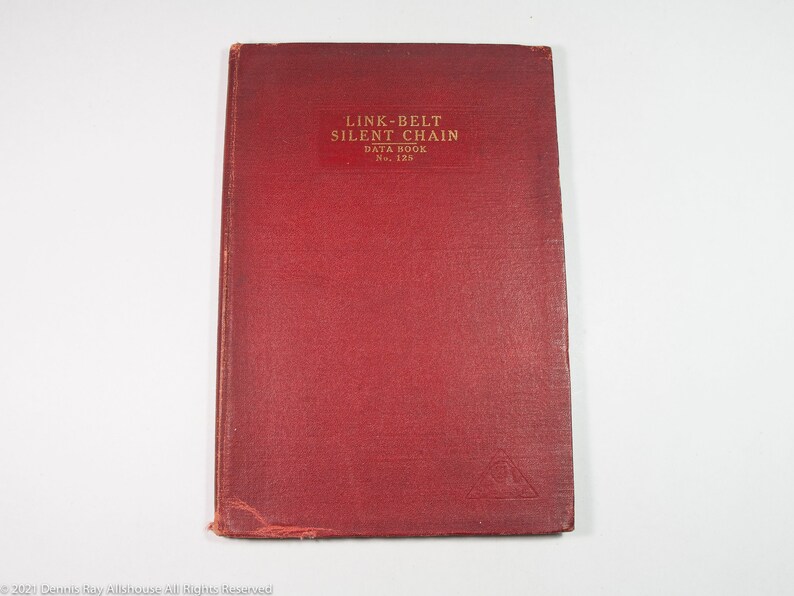 LINK-BELT
SILENT CHAIN
DATA BOOK
No. 125
© 2021 Dennis Ray Allshouse All Rights Reserved